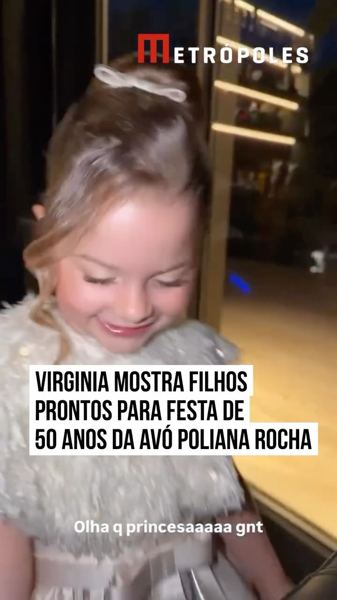 METRÓPOLES
VIRGINIA MOSTRA FILHOS
PRONTOS PARA FESTA DE
50 ANOS DA AVÓ POLIANA ROCHA
Olha q princesaaaaa gnt